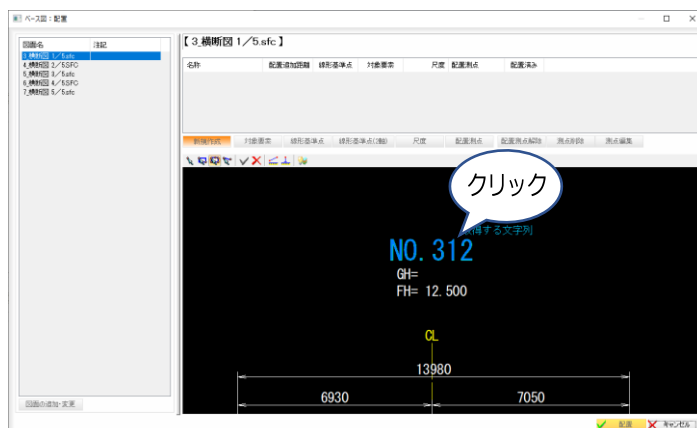 ベース図：配置
図面名 注記
3_横断図 1／5.sfc
4_横断図 2／5.SFC
5_横断図 3／5.sfc
6_横断図 4／5.SFC
7_横断図 5／5.sfc
【 3_横断図 1／5.sfc 】
名称 配置追加距離 線形基準点 対象要素 尺度 配置測点 配置済み
新規作成 対象要素 線形基準点 線形基準点(3点) 尺度 配置測点 配置測点解除 測点削除 測点編集
クリック
得する文字列
NO. 312
GH=
FH= 12. 500
CL
13980
6930 7050
図面の追加・変更
配置 キャンセル